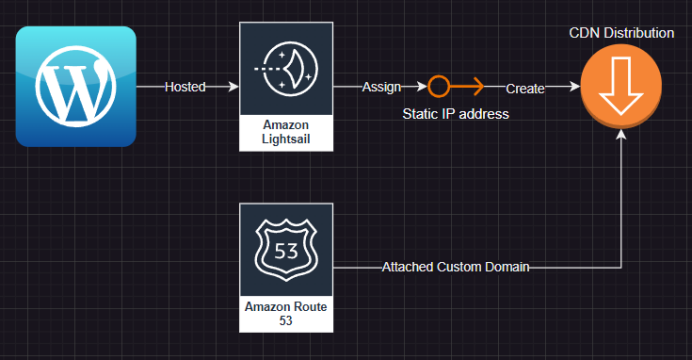 CDN Distribution
W
Hosted
Assign
Create
Static IP address
Amazon
Lightsail
53
Attached Custom Domain
Amazon Route
53